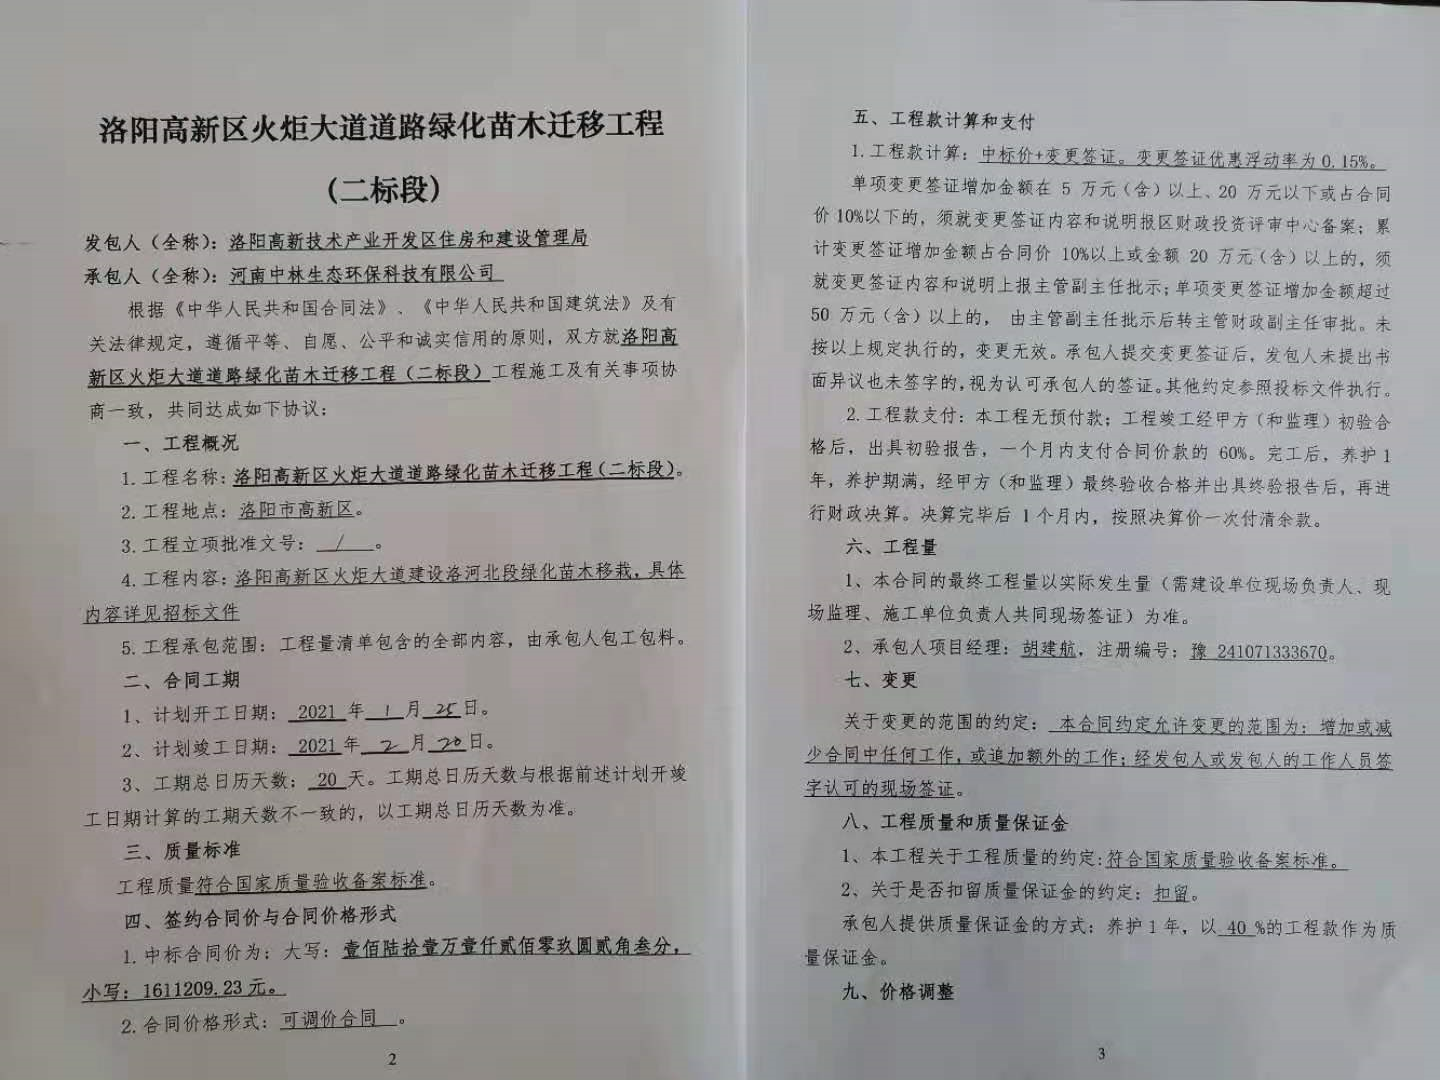 洛阳高新区火炬大道道路绿化苗木迁移工程
（二标段）
发包人（全称）：洛阳高新技术产业开发区住房和建设管理局
承包人（全称）：河南中林生态环保科技有限公司
根据《中华人民共和国合同法》、《中华人民共和国建筑法》及有
关法律规定，遵循平等、自愿、公平和诚实信用的原则，双方就洛阳高
新区火炬大道道路绿化苗木迁移工程（二标段）工程施工及有关事项协
商一致，共同达成如下协议：
一、工程概况
1.工程名称：洛阳高新区火炬大道道路绿化苗木迁移工程（二标段）。
2.工程地点：洛阳市高新区。
3.工程立项批准文号：/。
4.工程内容：洛阳高新区火炬大道建设洛河北段绿化苗木移栽，具体
内容详见招标文件
5.工程承包范围：工程量清单包含的全部内容，由承包人包工包料。
二、合同工期
1、计划开工日期：2021年1月25日。
2、计划竣工日期：2021年2月20日。
3、工期总日历天数：20天。工期总日历天数与根据前述计划开竣
工日期计算的工期天数不一致的，以工期总日历天数为准。
三、质量标准
工程质量符合国家质量验收备案标准。
四、签约合同价与合同价格形式
1.中标合同价为：大写：壹佰陆拾壹万壹仟贰佰零玖圆贰角叁分，
小写：1611209.23元。
2.合同价格形式：可调价合同。
2
五、工程款计算和支付
1.工程款计算：中标价+变更签证。变更签证优惠浮动率为0.15%。
单项变更签证增加金额在 5 万元（含）以上、20 万元以下或占合同
价10%以下的，须就变更签证内容和说明报区财政投资评审中心备案；累
计变更签证增加金额占合同价 10%以上或金额 20 万元（含）以上的，须
就变更签证内容和说明上报主管副主任批示；单项变更签证增加金额超过
50 万元（含）以上的， 由主管副主任批示后转主管财政副主任审批。未
按以上规定执行的，变更无效。承包人提交变更签证后，发包人未提出书
面异议也未签字的，视为认可承包人的签证。其他约定参照投标文件执行。
2.工程款支付：本工程无预付款；工程竣工经甲方（和监理）初验合
格后，出具初验报告，一个月内支付合同价款的 60%。完工后，养护1
年，养护期满，经甲方（和监理）最终验收合格并出具终验报告后，再进
行财政决算。决算完毕后 1个月内，按照决算价一次付清余款。
六、工程量
1、本合同的最终工程量以实际发生量（需建设单位现场负责人、现
场监理、施工单位负责人共同现场签证）为准。
2、承包人项目经理：胡建航，注册编号：豫 241071333670。
七、变更
关于变更的范围的约定： 本合同约定允许变更的范围为：增加或减
少合同中任何工作，或追加额外的工作；经发包人或发包人的工作人员签
字认可的现场签证。
八、工程质量和质量保证金
1、本工程关于工程质量的约定:符合国家质量验收备案标准。
2、关于是否扣留质量保证金的约定：扣留。
承包人提供质量保证金的方式：养护1年，以 40 %的工程款作为质
量保证金。
九、价格调整
3